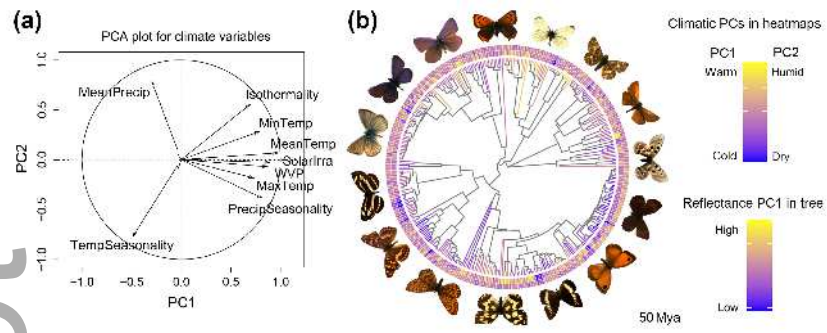 (a)
PCA plot for climate variables
PC2
1.0
0.5
0.0
−0.5
−1.0
MeanPrecip
Isothermality
MinTemp
MeanTemp
SolarIrra
WVP
MaxTemp
PrecipSeasonality
TempSeasonality
−1.0 −0.5 0.0 0.5 1.0
PC1
(b)
50 Mya
Climatic PCs in heatmaps
PC1 PC2
Warm Humid
Cold Dry
Reflectance PC1 in tree
High
Low